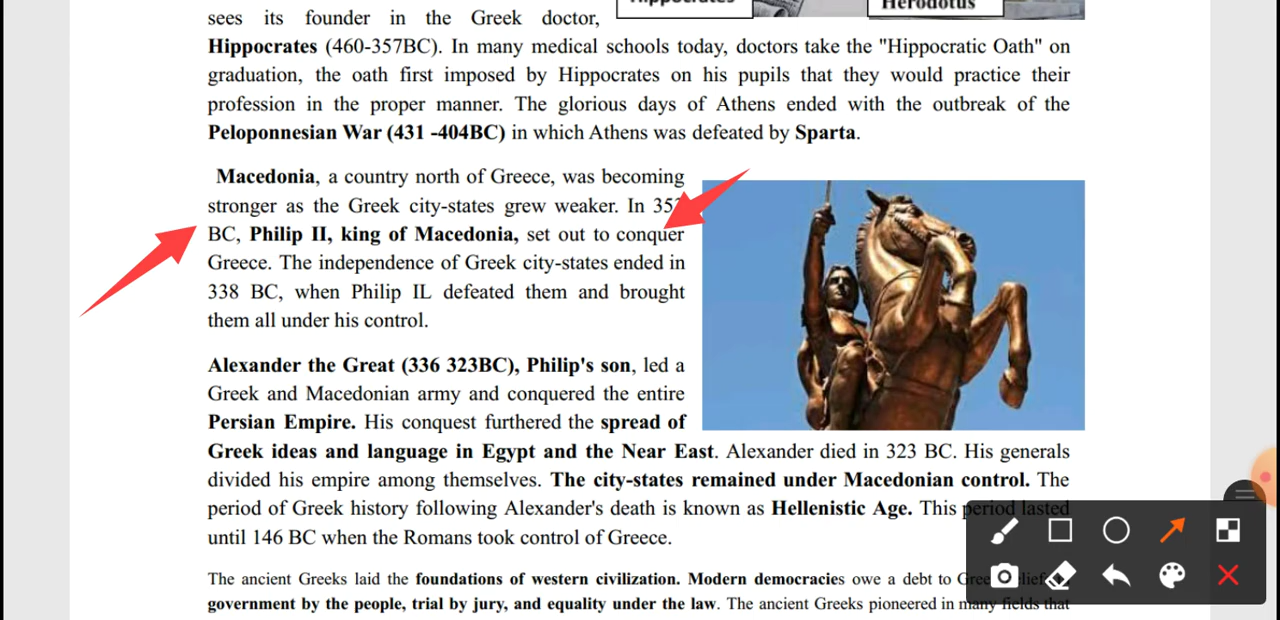 sees its founder in the Greek doctor,
Herodotus
Hippocrates (460-357BC). In many medical schools today, doctors take the "Hippocratic Oath" on
graduation, the oath first imposed by Hippocrates on his pupils that they would practice their
profession in the proper manner. The glorious days of Athens ended with the outbreak of the
Peloponnesian War (431 -404BC) in which Athens was defeated by Sparta.
Macedonia, a country north of Greece, was becoming
stronger as the Greek city-states grew weaker. In
BC, Philip II, king of Macedonia, set out to conquer
Greece. The independence of Greek city-states ended in
338 BC, when Philip IL defeated them and brought
them all under his control.
Alexander the Great (336 323BC), Philip's son, led a
Greek and Macedonian army and conquered the entire
Persian Empire. His conquest furthered the spread of
Greek ideas and language in Egypt and the Near East. Alexander died in 323 BC. His generals
divided his empire among themselves. The city-states remained under Macedonian control. The
period of Greek history following Alexander's death is known as Hellenistic Age. This period lasted
until 146 BC when the Romans took control of Greece.
The ancient Greeks laid the foundations of western civilization. Modern democracies owe a debt to
government by the people, trial by jury, and equality under the law. The ancient Greeks pioneered in many fields that